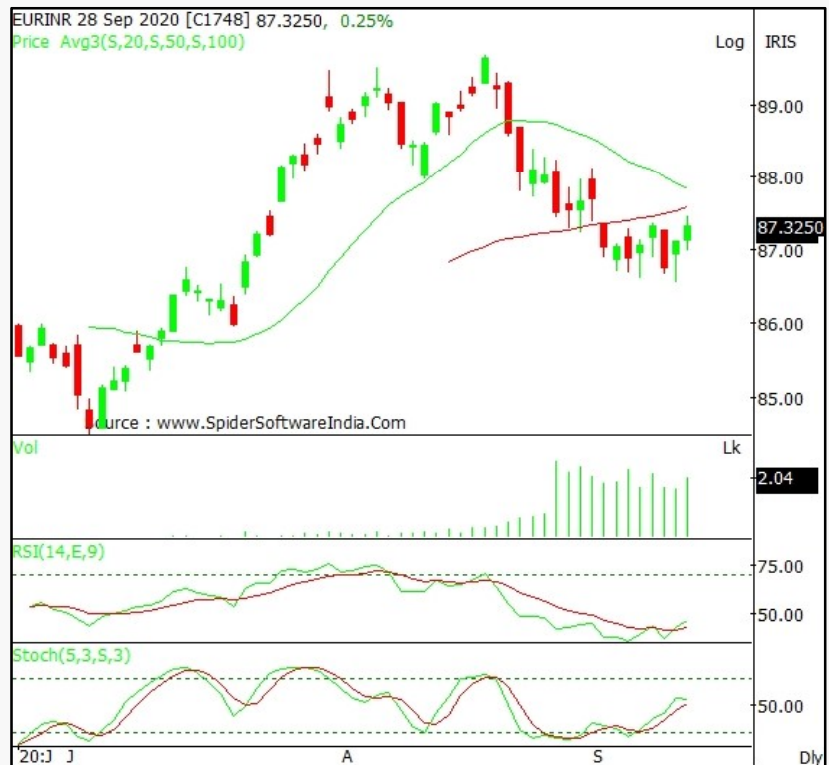 EURINR 28 Sep 2020 [C1748] 87.3250, 0.25%
Price Avg3(S,20,S,50,S,100)
Log IRIS
89.00
88.00
87.3250
87.00
86.00
85.00
Source : www.SpiderSoftwareIndia.Com
Vol
Lk
2.04
RSI(14,E,9)
75.00
50.00
Stoch(5,3,S,3)
50.00
20:J J A S Dly